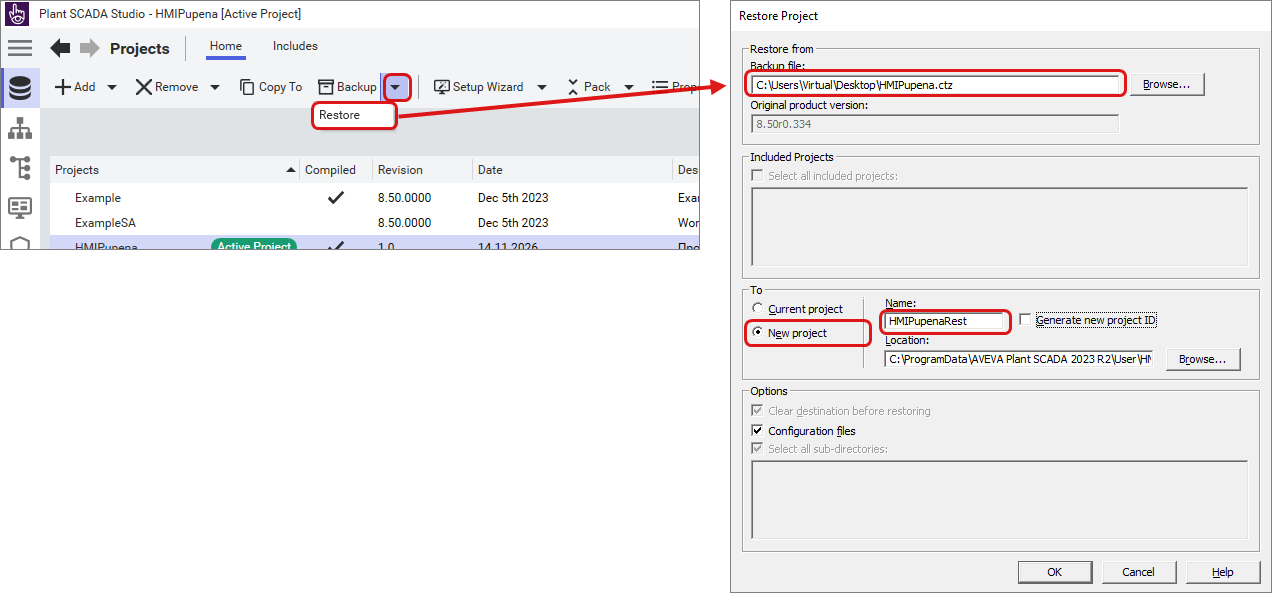 Plant SCADA Studio - HMIPupena [Active Project]
Projects
Home
Includes
Add
Remove
Copy To
Backup
Setup Wizard
Pack
Restore
Projects
Compiled
Revision
Date
Example
8.50.0000
Dec 5th 2023
ExampleSA
8.50.0000
Dec 5th 2023
HMIPupena
Active Project
1.0
14.11.2026
Restore Project
Restore from
Backup file:
C:\Users\Virtual\Desktop\HMIPupena.ctz
Browse...
Original product version:
8.50r0.334
Included Projects
Select all included projects:
To
Current project
New project
Name:
HMIPupenaRest
Generate new project ID
Location:
C:\ProgramData\AVEVA Plant SCADA 2023 R2\User\HM
Browse...
Options
Clear destination before restoring
Configuration files
Select all sub-directories:
OK
Cancel
Help